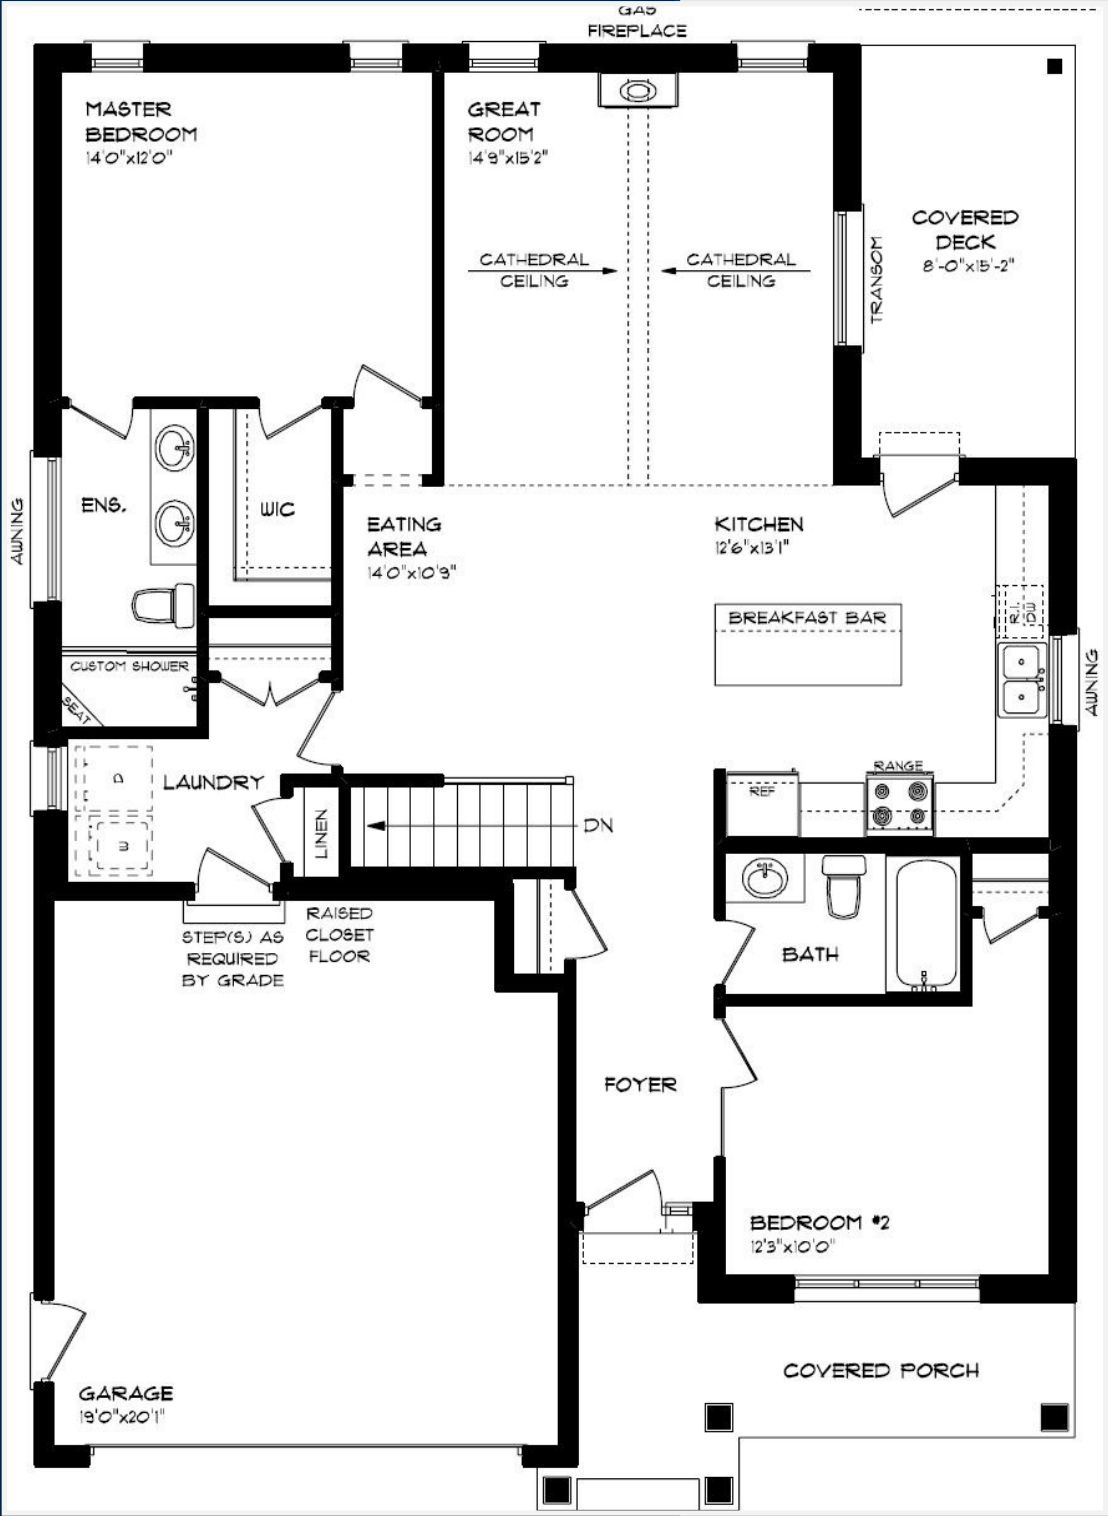 GAS
FIREPLACE
MASTER
BEDROOM
14'0"x12'0"
GREAT
ROOM
14'9"x15'2"
COVERED
DECK
8'-0"x15'-2"
TRANSOM
CATHEDRAL
CEILING
CATHEDRAL
CEILING
AWNING
ENS.
WIC
EATING
AREA
14'0"x10'9"
KITCHEN
12'6"x13'1"
BREAKFAST BAR
R.I.
DW
AWNING
CUSTOM SHOWER
SEAT
D
LAUNDRY
W
LINEN
DN
REF
RANGE
STEP(S) AS
REQUIRED
BY GRADE
RAISED
CLOSET
FLOOR
BATH
FOYER
BEDROOM #2
12'3"x10'0"
COVERED PORCH
GARAGE
19'0"x20'1"